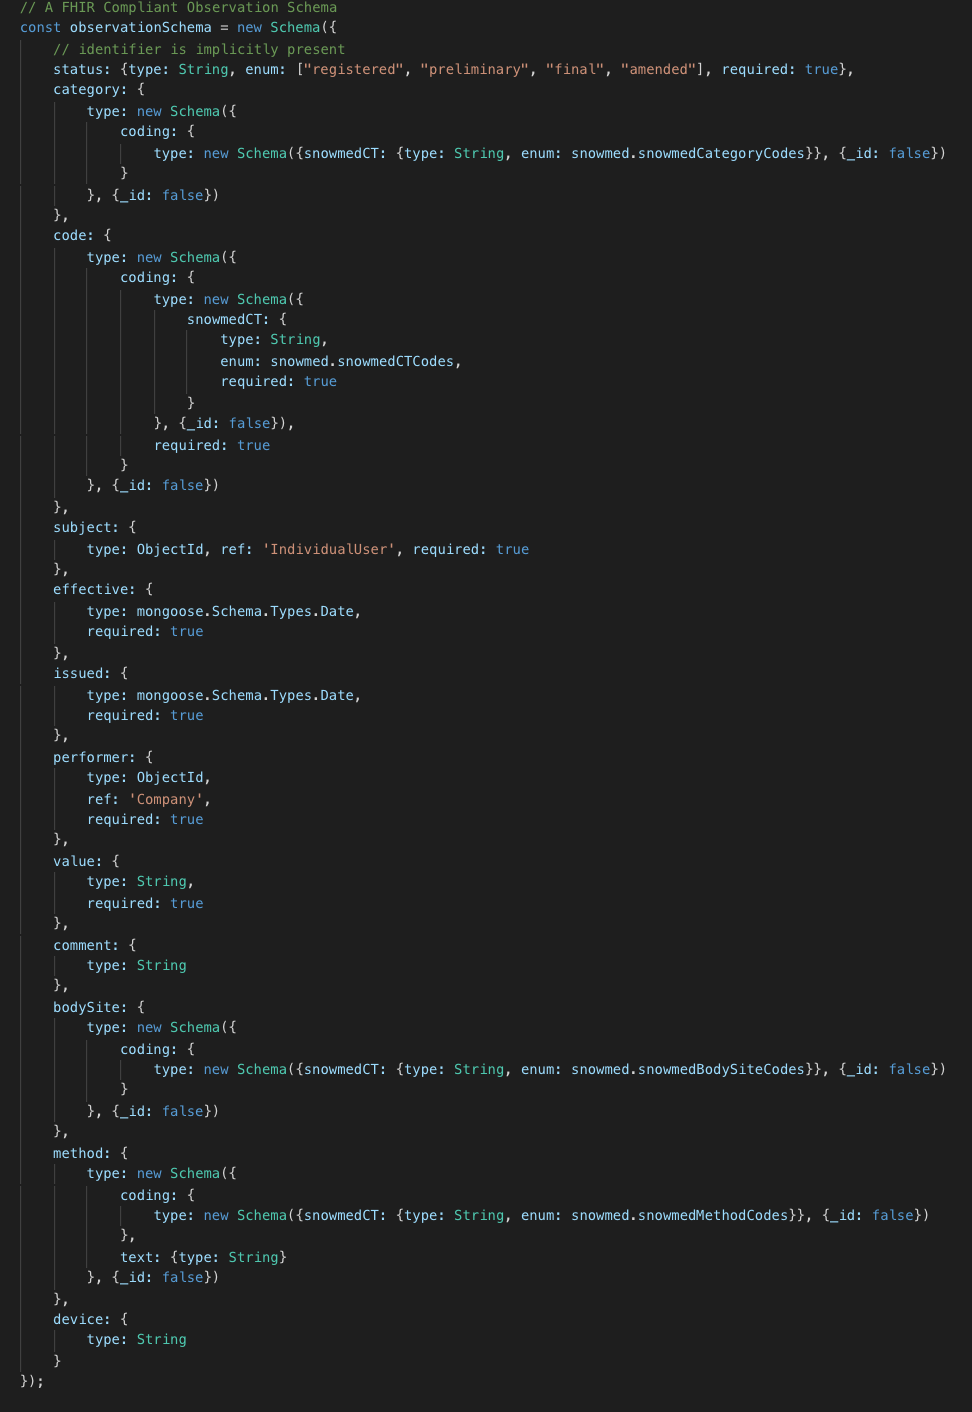 // A FHIR Compliant Observation Schema
const observationSchema = new Schema({
    // identifier is implicitly present
    status: {type: String, enum: ["registered", "preliminary", "final", "amended"], required: true},
    category: {
        type: new Schema({
            coding: {
                type: new Schema({snowmedCT: {type: String, enum: snowmed.snowmedCategoryCodes}}, {_id: false})
            }
        }, {_id: false})
    },
    code: {
        type: new Schema({
            coding: {
                type: new Schema({
                    snowmedCT: {
                        type: String,
                        enum: snowmed.snowmedCTCodes,
                        required: true
                    }
                }, {_id: false}),
                required: true
            }
        }, {_id: false})
    },
    subject: {
        type: ObjectId, ref: 'IndividualUser', required: true
    },
    effective: {
        type: mongoose.Schema.Types.Date,
        required: true
    },
    issued: {
        type: mongoose.Schema.Types.Date,
        required: true
    },
    performer: {
        type: ObjectId,
        ref: 'Company',
        required: true
    },
    value: {
        type: String,
        required: true
    },
    comment: {
        type: String
    },
    bodySite: {
        type: new Schema({
            coding: {
                type: new Schema({snowmedCT: {type: String, enum: snowmed.snowmedBodySiteCodes}}, {_id: false})
            }
        }, {_id: false})
    },
    method: {
        type: new Schema({
            coding: {
                type: new Schema({snowmedCT: {type: String, enum: snowmed.snowmedMethodCodes}}, {_id: false})
            },
            text: {type: String}
        }, {_id: false})
    },
    device: {
        type: String
    }
});